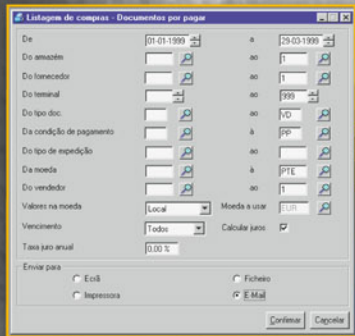 Listagem de compras - Documentos por pagar
De 01-01-1999 a 29-03-1999
Do armazém ao 1
Do fornecedor ao 1
Do terminal ao 999
Do tipo doc. ao VD
Da condição de pagamento à PP
Do tipo de expedição ao
Da moeda à PTE
Do vendedor ao 1
Valores na moeda Local Moeda a usar EUR
Vencimento Todos Calcular juros
Taxa juro anual 0.00 %
Enviar para
Ecrã Ficheiro
Impressora E-Mail
Confirmar Cancelar